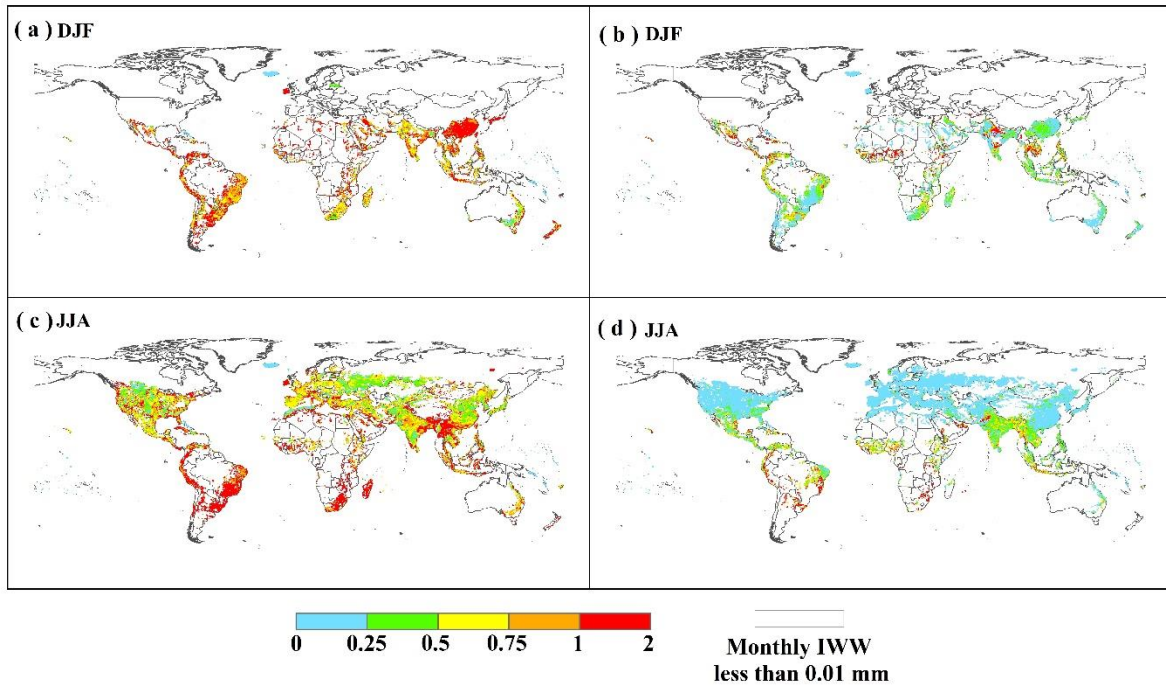 ( a ) DJF
( b ) DJF
( c ) JJA
( d ) JJA
0 0.25 0.5 0.75 1 2
Monthly IWW
less than 0.01 mm